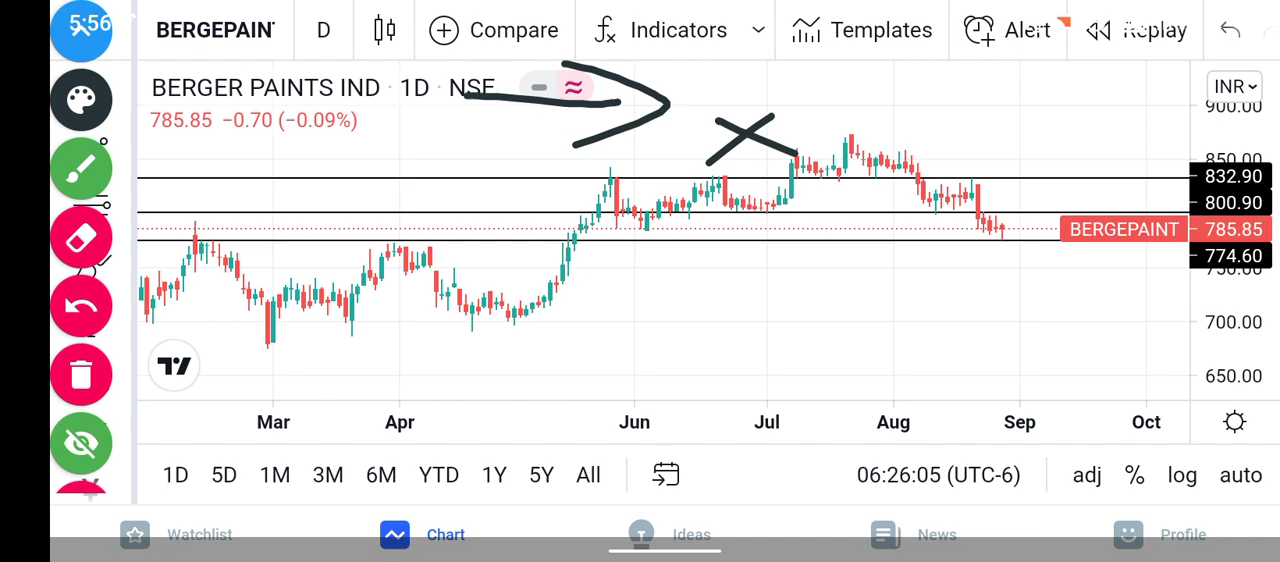 5:56
BERGEPAIN
D
Compare
Indicators
Templates
Alert
Replay
BERGER PAINTS IND · 1D · NSE
INR
785.85 −0.70 (−0.09%)
900.00
850.00
832.90
800.90
BERGEPAINT 785.85
774.60
750.00
700.00
650.00
Mar Apr Jun Jul Aug Sep Oct
1D 5D 1M 3M 6M YTD 1Y 5Y All
06:26:05 (UTC-6)
adj % log auto
Watchlist Chart Ideas News Profile